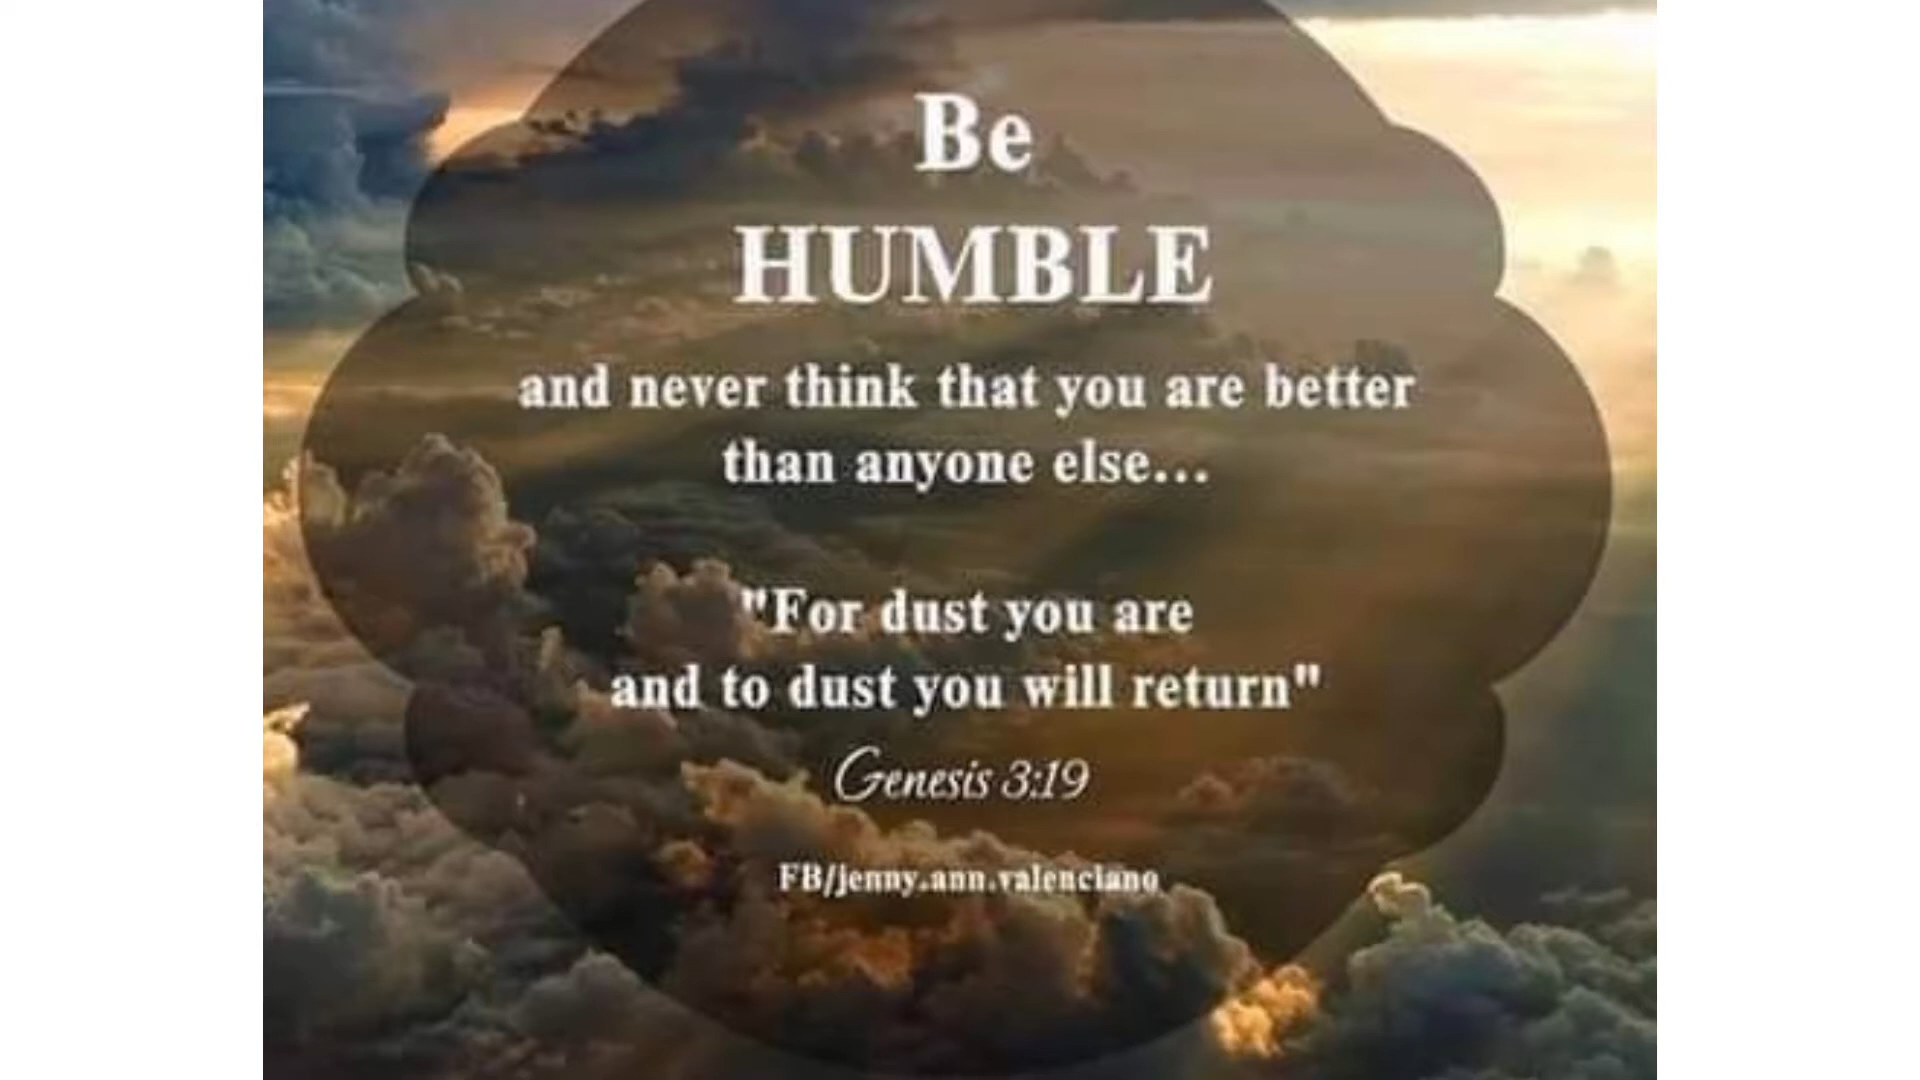 Be
HUMBLE
and never think that you are better
than anyone else...
"For dust you are
and to dust you will return"
Genesis 3:19
FB/jenny.ann.valenciano